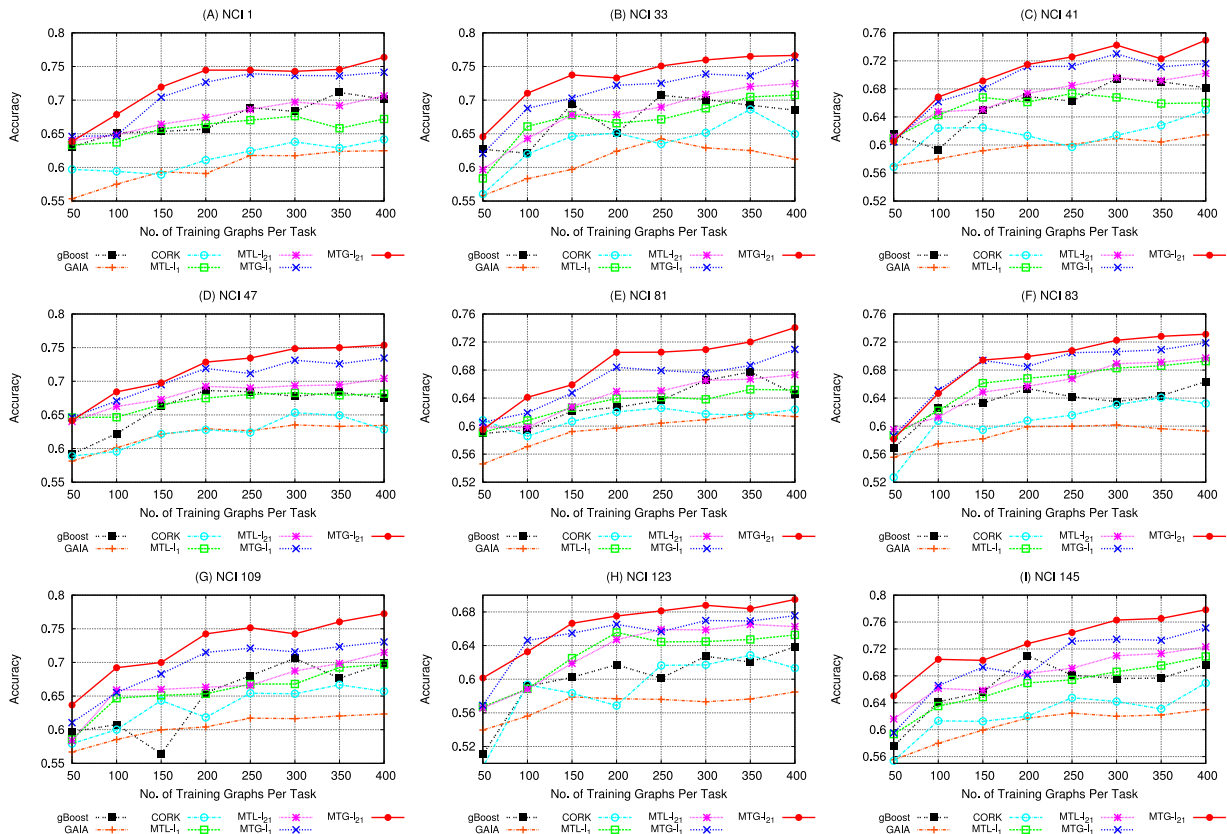 (A) NCI 1
0.8
0.75
0.7
0.65
0.6
0.55
Accuracy
50 100 150 200 250 300 350 400
No. of Training Graphs Per Task
gBoost CORK MTL-l21 MTG-l21
GAIA MTL-l1 MTG-l1
(B) NCI 33
0.8
0.75
0.7
0.65
0.6
0.55
Accuracy
50 100 150 200 250 300 350 400
No. of Training Graphs Per Task
gBoost CORK MTL-l21 MTG-l21
GAIA MTL-l1 MTG-l1
(C) NCI 41
0.76
0.72
0.68
0.64
0.6
0.56
0.52
Accuracy
50 100 150 200 250 300 350 400
No. of Training Graphs Per Task
gBoost CORK MTL-l21 MTG-l21
GAIA MTL-l1 MTG-l1
(D) NCI 47
0.8
0.75
0.7
0.65
0.6
0.55
Accuracy
50 100 150 200 250 300 350 400
No. of Training Graphs Per Task
gBoost CORK MTL-l21 MTG-l21
GAIA MTL-l1 MTG-l1
(E) NCI 81
0.76
0.72
0.68
0.64
0.6
0.56
0.52
Accuracy
50 100 150 200 250 300 350 400
No. of Training Graphs Per Task
gBoost CORK MTL-l21 MTG-l21
GAIA MTL-l1 MTG-l1
(F) NCI 83
0.76
0.72
0.68
0.64
0.6
0.56
0.52
Accuracy
50 100 150 200 250 300 350 400
No. of Training Graphs Per Task
gBoost CORK MTL-l21 MTG-l21
GAIA MTL-l1 MTG-l1
(G) NCI 109
0.8
0.75
0.7
0.65
0.6
0.55
Accuracy
50 100 150 200 250 300 350 400
No. of Training Graphs Per Task
gBoost CORK MTL-l21 MTG-l21
GAIA MTL-l1 MTG-l1
(H) NCI 123
0.68
0.64
0.6
0.56
0.52
Accuracy
50 100 150 200 250 300 350 400
No. of Training Graphs Per Task
gBoost CORK MTL-l21 MTG-l21
GAIA MTL-l1 MTG-l1
(I) NCI 145
0.8
0.76
0.72
0.68
0.64
0.6
0.56
Accuracy
50 100 150 200 250 300 350 400
No. of Training Graphs Per Task
gBoost CORK MTL-l21 MTG-l21
GAIA MTL-l1 MTG-l1